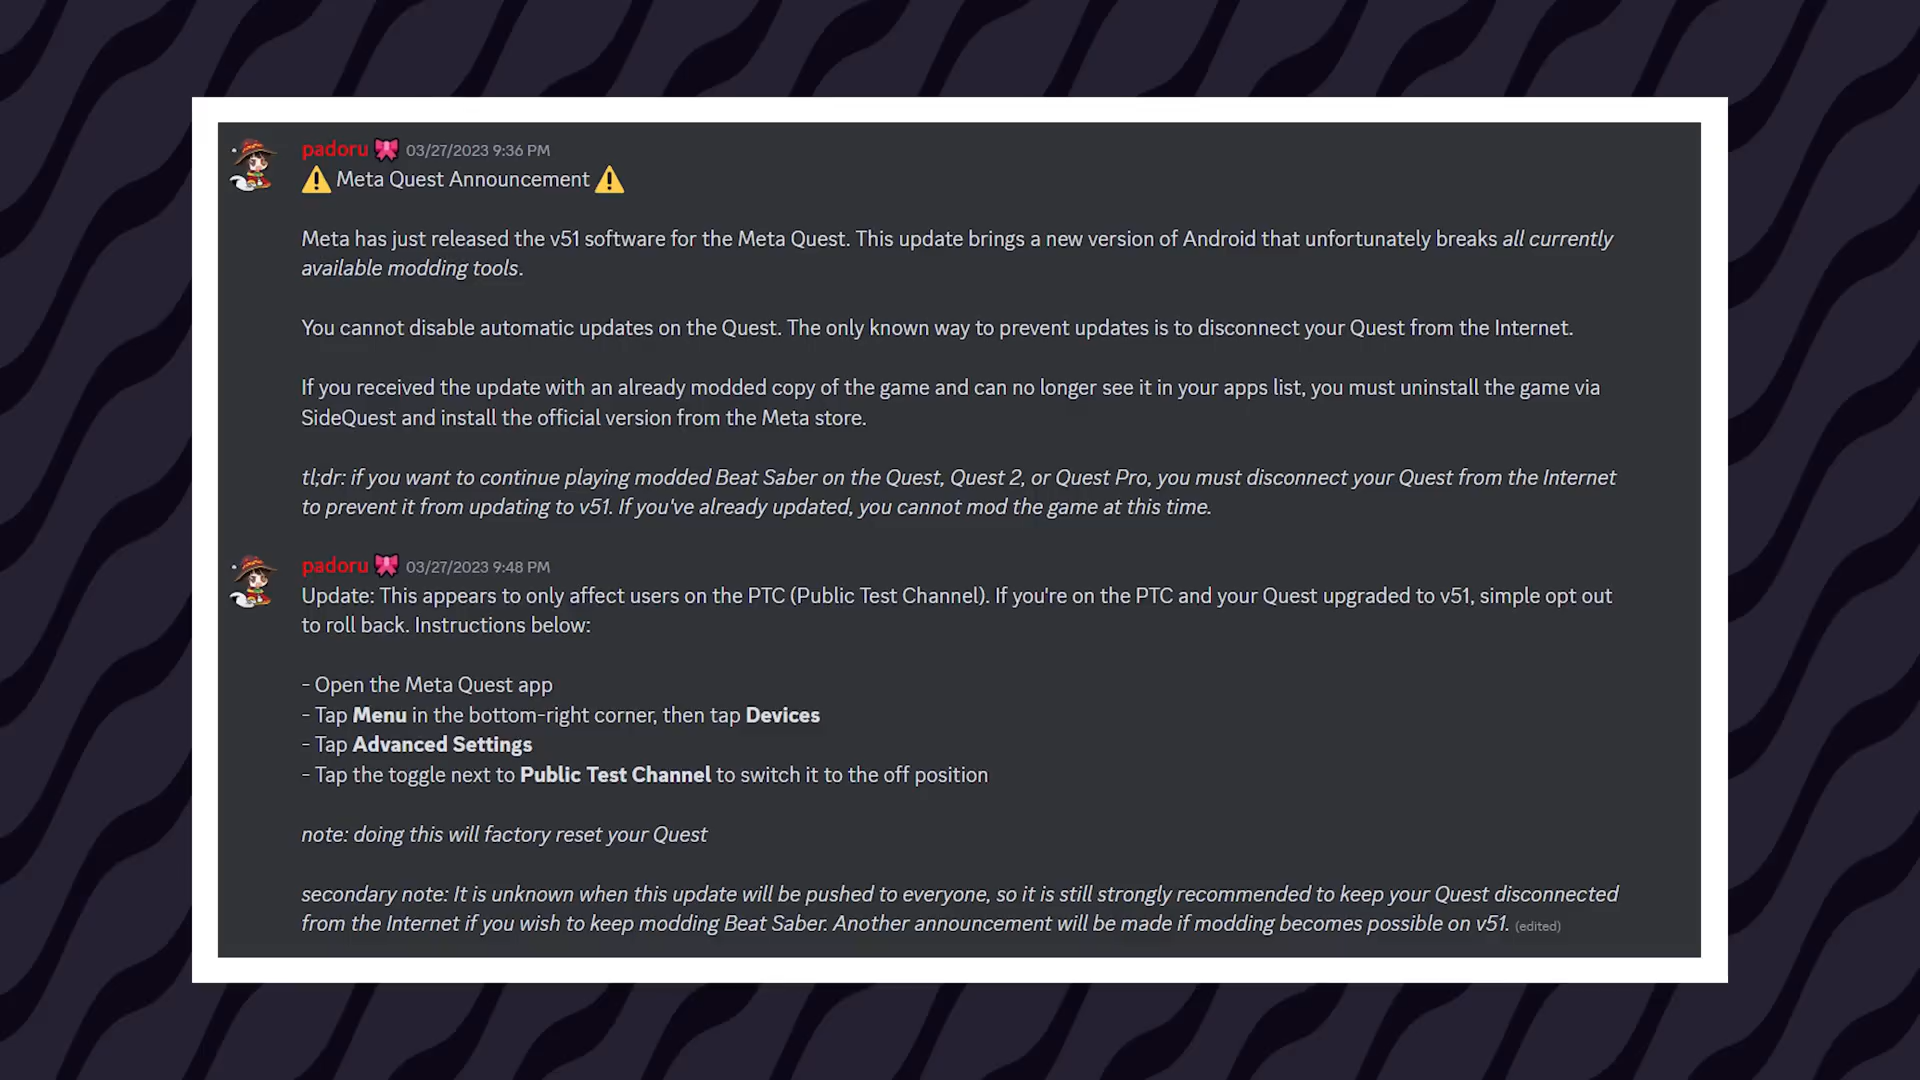 padoru 03/27/2023 9:36 PM
⚠️ Meta Quest Announcement ⚠️
Meta has just released the v51 software for the Meta Quest. This update brings a new version of Android that unfortunately breaks all currently
available modding tools.
You cannot disable automatic updates on the Quest. The only known way to prevent updates is to disconnect your Quest from the Internet.
If you received the update with an already modded copy of the game and can no longer see it in your apps list, you must uninstall the game via
SideQuest and install the official version from the Meta store.
tl;dr: if you want to continue playing modded Beat Saber on the Quest, Quest 2, or Quest Pro, you must disconnect your Quest from the Internet
to prevent it from updating to v51. If you've already updated, you cannot mod the game at this time.
padoru 03/27/2023 9:48 PM
Update: This appears to only affect users on the PTC (Public Test Channel). If you're on the PTC and your Quest upgraded to v51, simple opt out
to roll back. Instructions below:
- Open the Meta Quest app
- Tap Menu in the bottom-right corner, then tap Devices
- Tap Advanced Settings
- Tap the toggle next to Public Test Channel to switch it to the off position
note: doing this will factory reset your Quest
secondary note: It is unknown when this update will be pushed to everyone, so it is still strongly recommended to keep your Quest disconnected
from the Internet if you wish to keep modding Beat Saber. Another announcement will be made if modding becomes possible on v51. (edited)